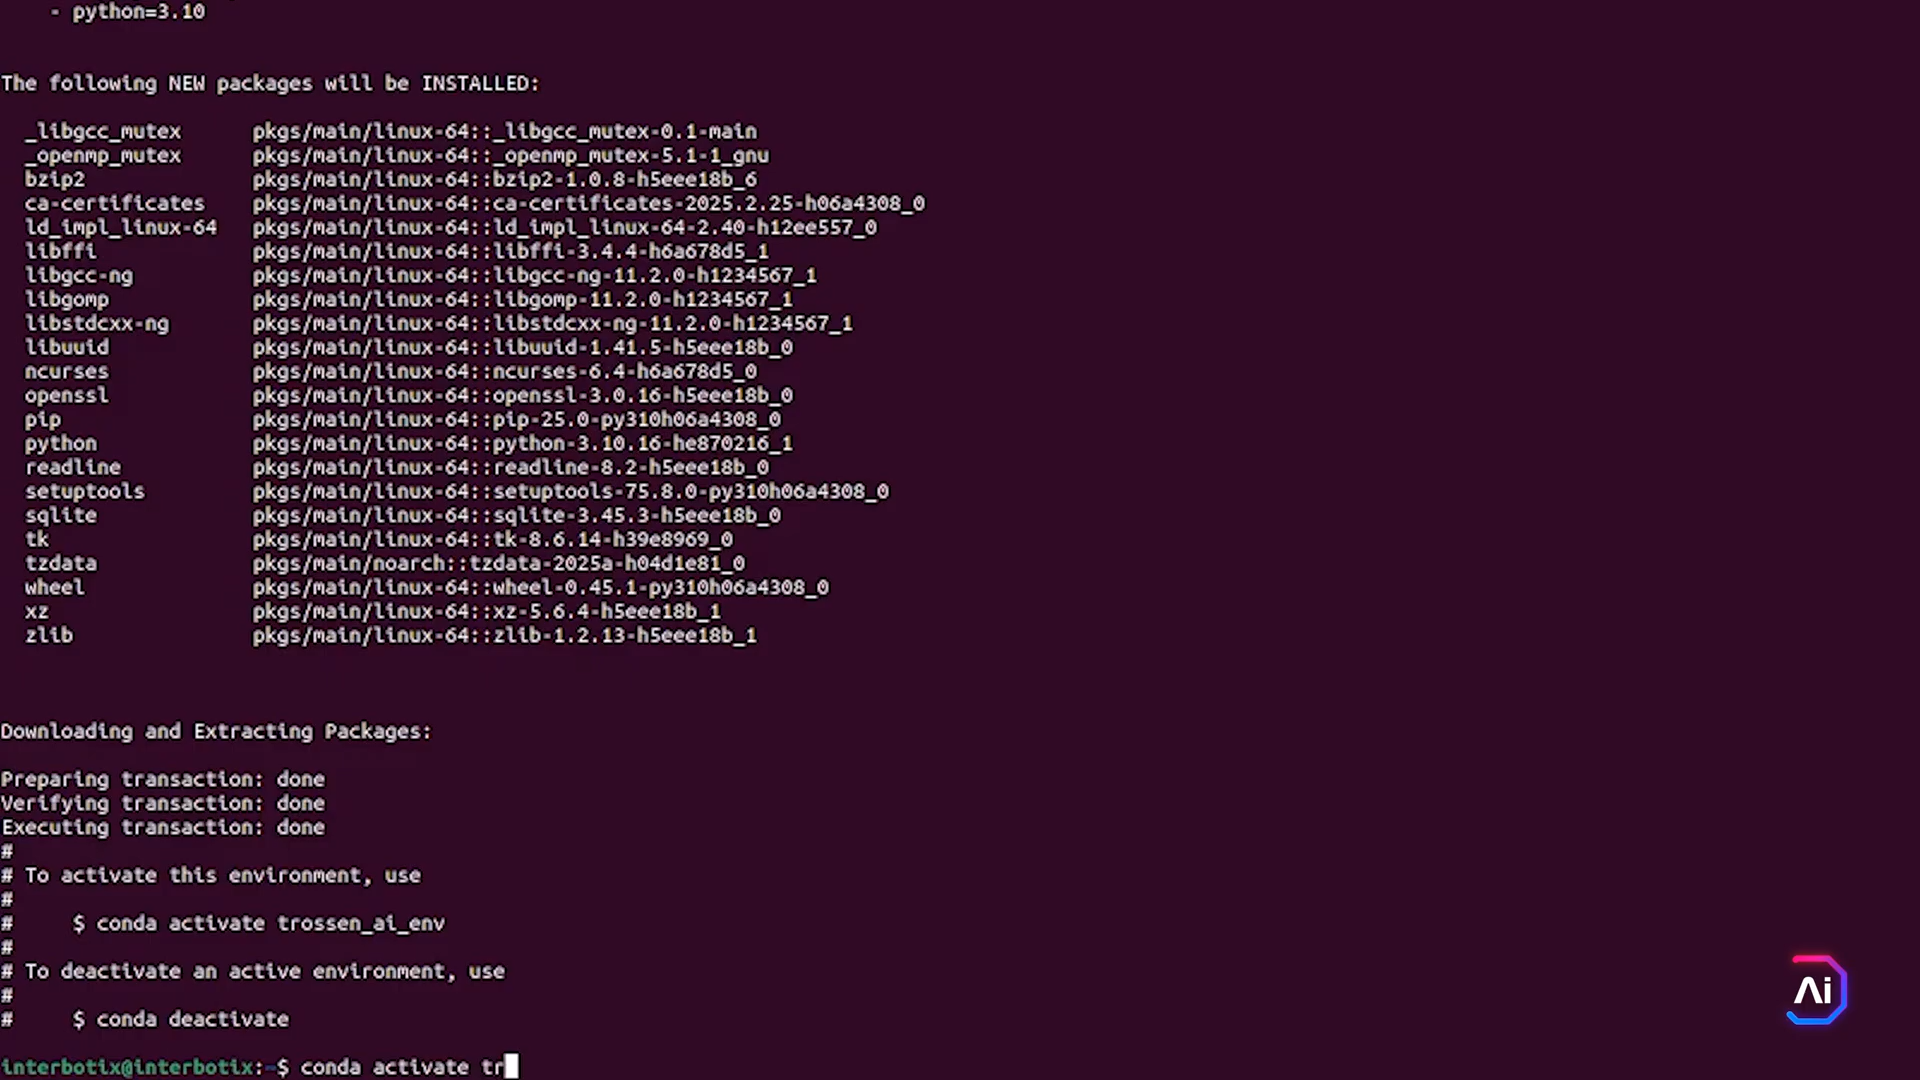 - python=3.10
The following NEW packages will be INSTALLED:
_libgcc_mutex pkgs/main/linux-64::_libgcc_mutex-0.1-main
_openmp_mutex pkgs/main/linux-64::_openmp_mutex-5.1-1_gnu
bzip2 pkgs/main/linux-64::bzip2-1.0.8-h5eee18b_6
ca-certificates pkgs/main/linux-64::ca-certificates-2025.2.25-h06a4308_0
ld_impl_linux-64 pkgs/main/linux-64::ld_impl_linux-64-2.40-h12ee557_0
libffi pkgs/main/linux-64::libffi-3.4.4-h6a678d5_1
libgcc-ng pkgs/main/linux-64::libgcc-ng-11.2.0-h1234567_1
libgomp pkgs/main/linux-64::libgomp-11.2.0-h1234567_1
libstdcxx-ng pkgs/main/linux-64::libstdcxx-ng-11.2.0-h1234567_1
libuuid pkgs/main/linux-64::libuuid-1.41.5-h5eee18b_0
ncurses pkgs/main/linux-64::ncurses-6.4-h6a678d5_0
openssl pkgs/main/linux-64::openssl-3.0.16-h5eee18b_0
pip pkgs/main/linux-64::pip-25.0-py310h06a4308_0
python pkgs/main/linux-64::python-3.10.16-he870216_1
readline pkgs/main/linux-64::readline-8.2-h5eee18b_0
setuptools pkgs/main/linux-64::setuptools-75.8.0-py310h06a4308_0
sqlite pkgs/main/linux-64::sqlite-3.45.3-h5eee18b_0
tk pkgs/main/linux-64::tk-8.6.14-h39e8969_0
tzdata pkgs/main/noarch::tzdata-2025a-h04d1e81_0
wheel pkgs/main/linux-64::wheel-0.45.1-py310h06a4308_0
xz pkgs/main/linux-64::xz-5.6.4-h5eee18b_1
zlib pkgs/main/linux-64::zlib-1.2.13-h5eee18b_1
Downloading and Extracting Packages:
Preparing transaction: done
Verifying transaction: done
Executing transaction: done
#
# To activate this environment, use
#
# $ conda activate trossen_ai_env
#
# To deactivate an active environment, use
#
# $ conda deactivate
interbotix@interbotix:~$ conda activate tr
Ai